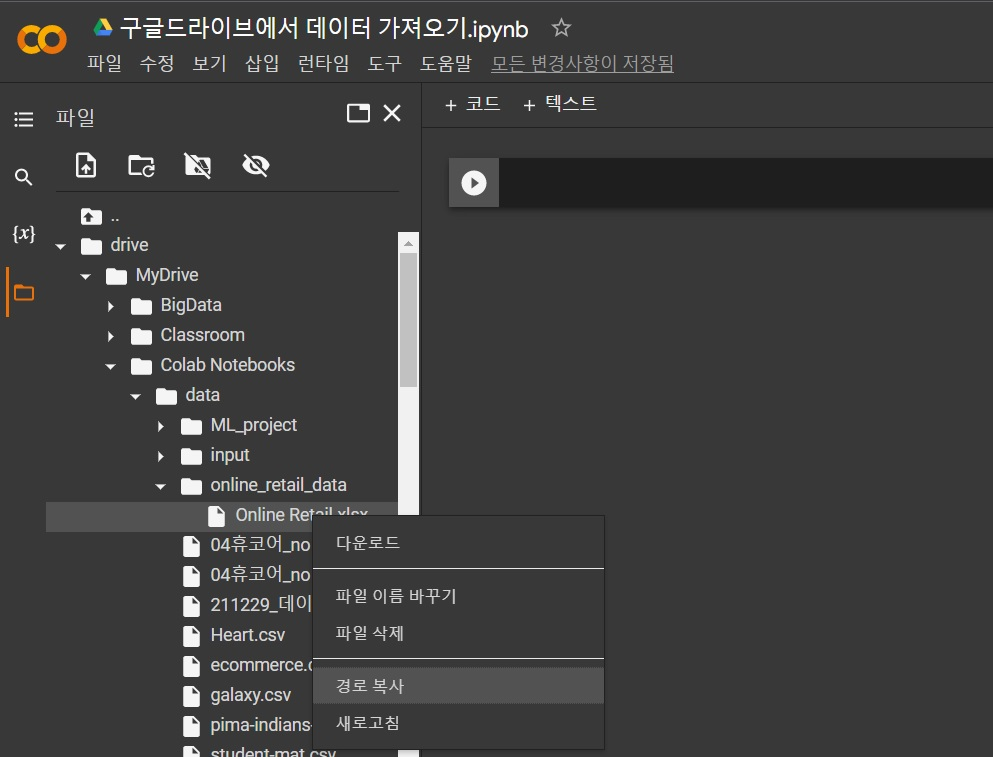 구글드라이브에서 데이터 가져오기.ipynb
파일 수정 보기 삽입 런타임 도구 도움말 모든 변경사항이 저장됨
파일
+ 코드 + 텍스트
{x}
..
drive
MyDrive
BigData
Classroom
Colab Notebooks
data
ML_project
input
online_retail_data
Online Retail.xlsx
04휴코어_no
04휴코어_no
211229_데이
Heart.csv
ecommerce.c
galaxy.csv
pima-indians-
student-mat.csv
다운로드
파일 이름 바꾸기
파일 삭제
경로 복사
새로고침